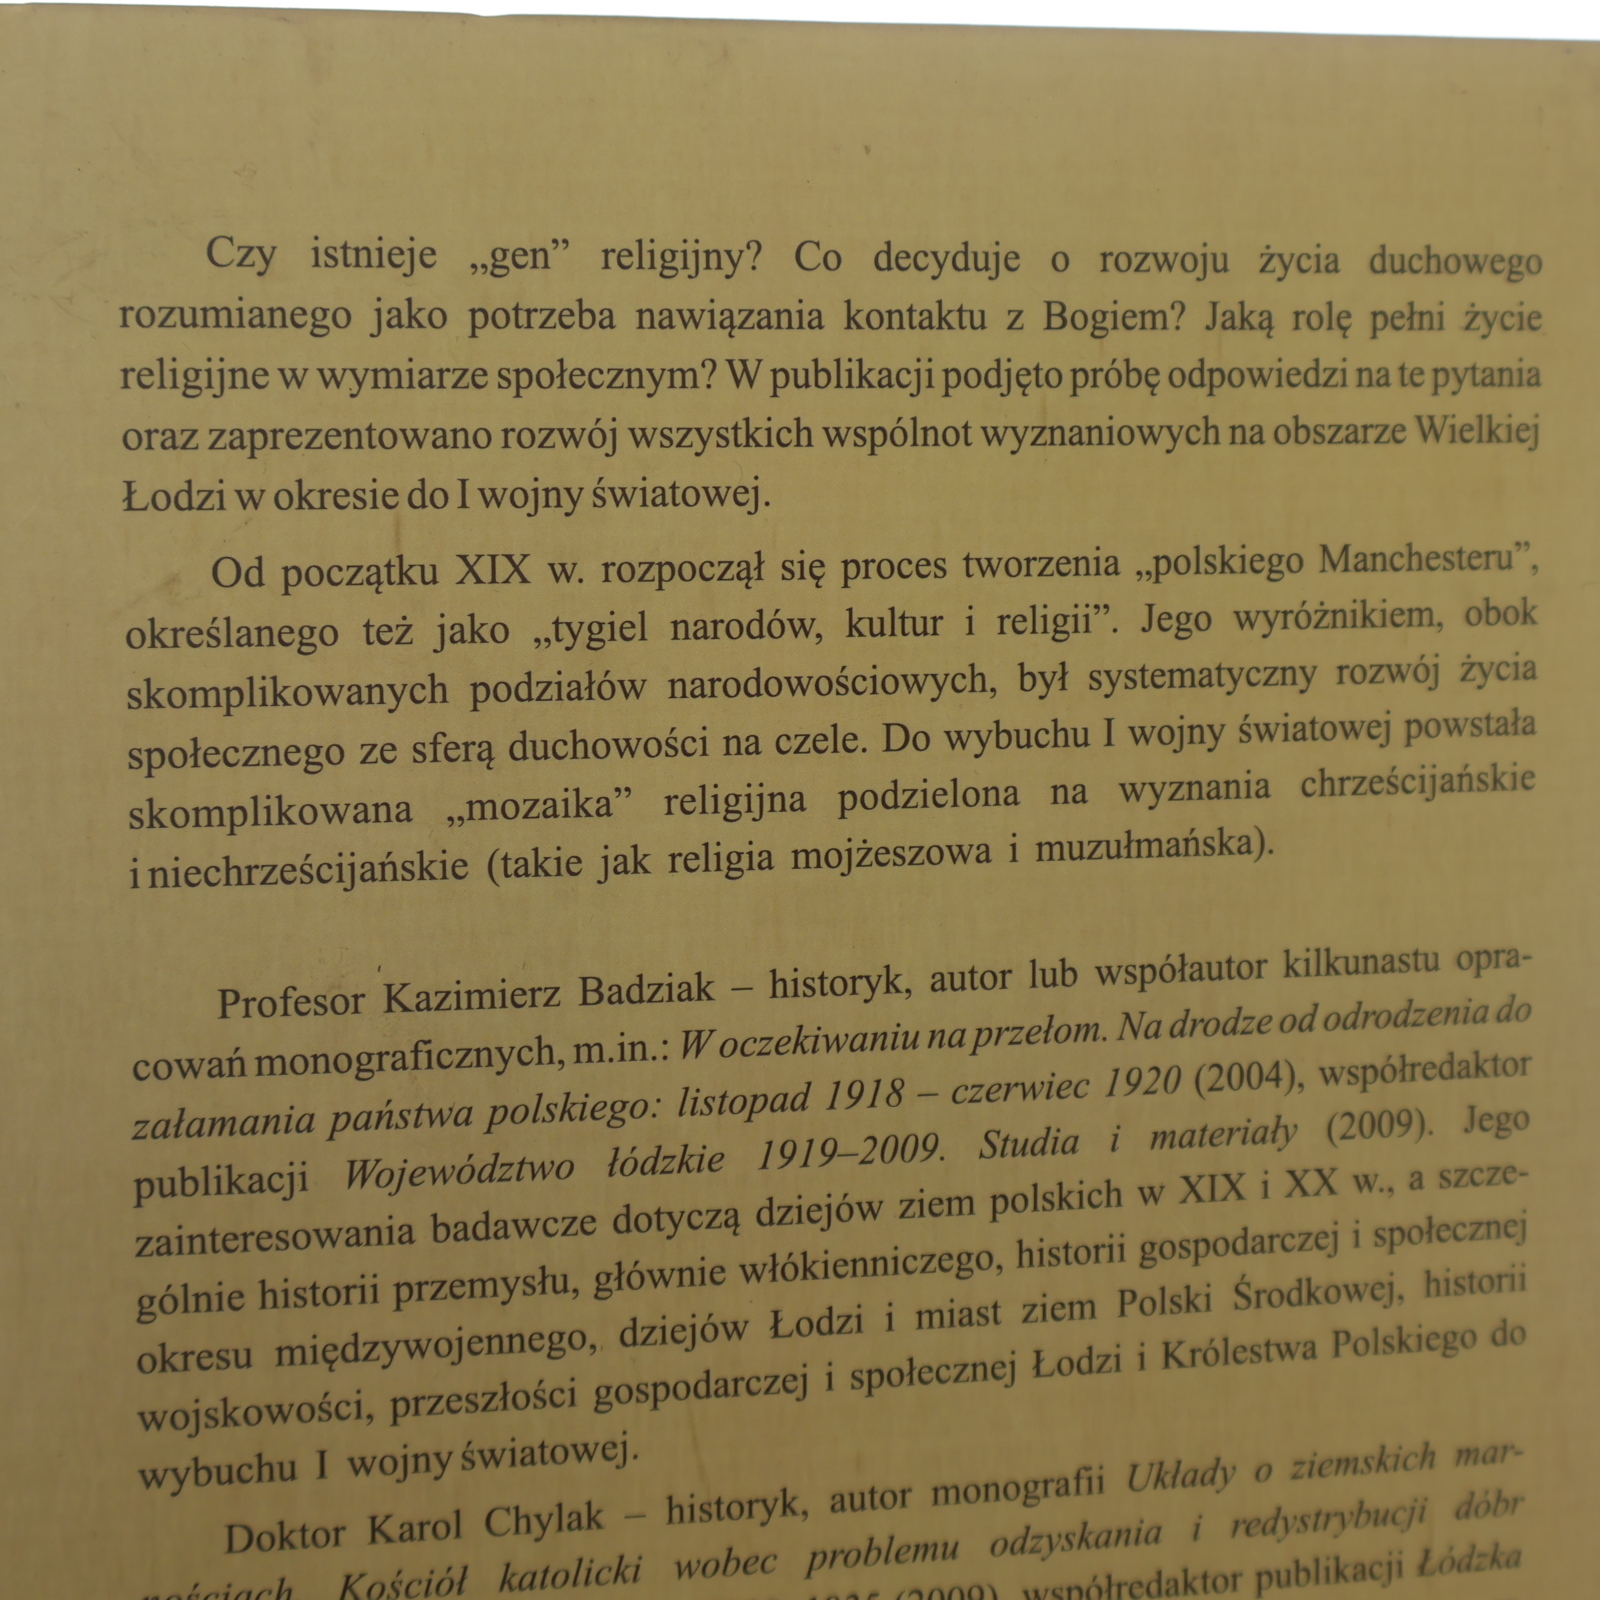 Czy istnieje „gen” religijny? Co decyduje o rozwoju życia duchowego
rozumianego jako potrzeba nawiązania kontaktu z Bogiem? Jaką rolę pełni życie
religijne w wymiarze społecznym? W publikacji podjęto próbę odpowiedzi na te pytania
oraz zaprezentowano rozwój wszystkich wspólnot wyznaniowych na obszarze Wielkiej
Łodzi w okresie do I wojny światowej.
Od początku XIX w. rozpoczął się proces tworzenia „polskiego Manchesteru”,
określanego też jako „tygiel narodów, kultur i religii”. Jego wyróżnikiem, obok
skomplikowanych podziałów narodowościowych, był systematyczny rozwój życia
społecznego ze sferą duchowości na czele. Do wybuchu I wojny światowej powstała
skomplikowana „mozaika” religijna podzielona na wyznania chrześcijańskie
i niechrześcijańskie (takie jak religia mojżeszowa i muzułmańska).
Profesor Kazimierz Badziak – historyk, autor lub współautor kilkunastu opra-
cowań monograficznych, m.in.: W oczekiwaniu na przełom. Na drodze od odrodzenia do
załamania państwa polskiego: listopad 1918 – czerwiec 1920 (2004), współredaktor
publikacji Województwo łódzkie 1919–2009. Studia i materiały (2009). Jego
zainteresowania badawcze dotyczą dziejów ziem polskich w XIX i XX w., a szcze-
gólnie historii przemysłu, głównie włókienniczego, historii gospodarczej i społecznej
okresu międzywojennego, dziejów Łodzi i miast ziem Polski Środkowej, historii
wojskowości, przeszłości gospodarczej i społecznej Łodzi i Królestwa Polskiego do
wybuchu I wojny światowej.
Doktor Karol Chylak – historyk, autor monografii Układy o ziemskich mar-
nościach. Kościół katolicki wobec problemu odzyskania i redystrybucji dóbr
(2009), współredaktor publikacji Łódzka